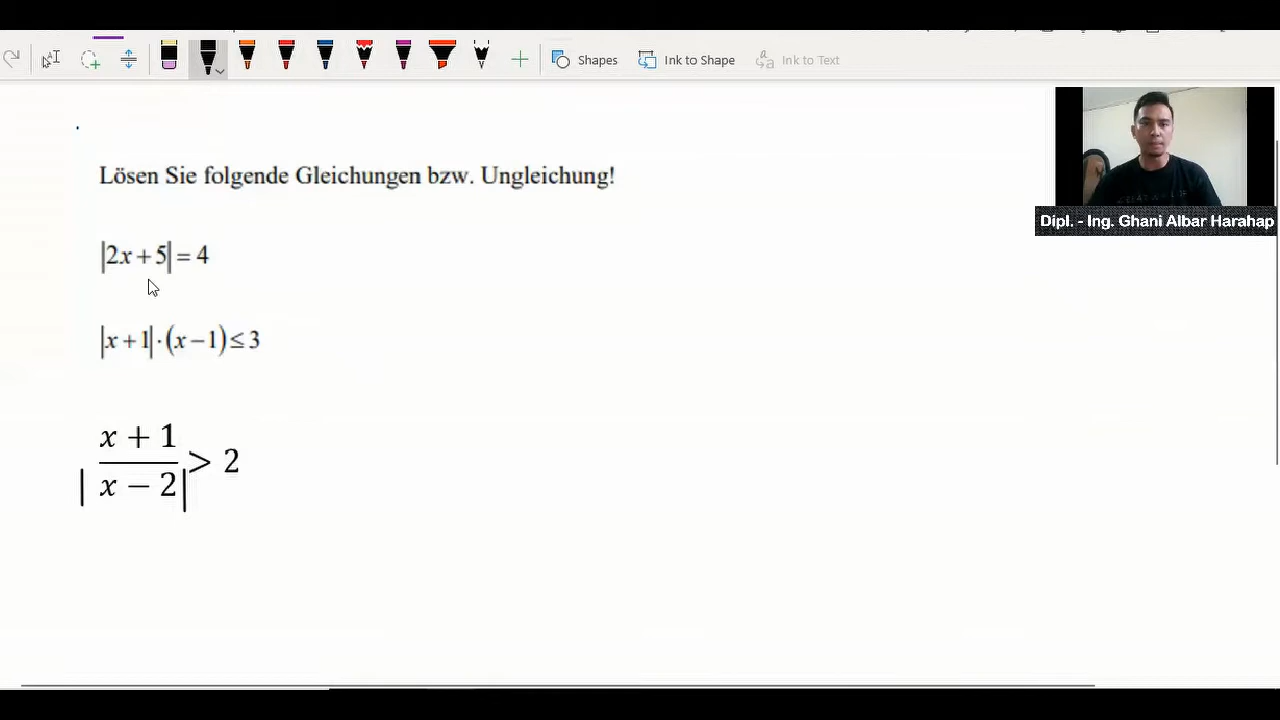 Shapes
Ink to Shape
Ink to Text
Lösen Sie folgende Gleichungen bzw. Ungleichung!
Dipl. - Ing. Ghani Albar Harahap
|2x+5| = 4
|x+1|·(x−1)≤3
x + 1
| x − 2 | > 2